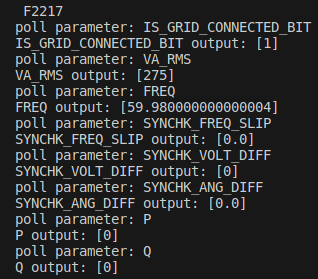 F2217
poll parameter: IS_GRID_CONNECTED_BIT
IS_GRID_CONNECTED_BIT output: [1]
poll parameter: VA_RMS
VA_RMS output: [275]
poll parameter: FREQ
FREQ output: [59.980000000000004]
poll parameter: SYNCHK_FREQ_SLIP
SYNCHK_FREQ_SLIP output: [0.0]
poll parameter: SYNCHK_VOLT_DIFF
SYNCHK_VOLT_DIFF output: [0]
poll parameter: SYNCHK_ANG_DIFF
SYNCHK_ANG_DIFF output: [0.0]
poll parameter: P
P output: [0]
poll parameter: Q
Q output: [0]